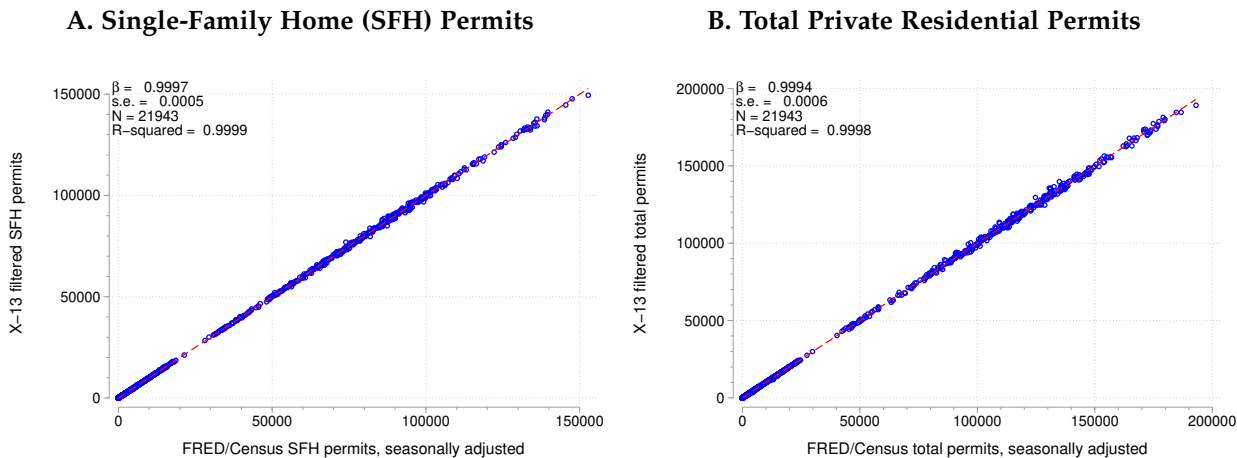 A. Single-Family Home (SFH) Permits
β =   0.9997
s.e. =   0.0005
N = 21943
R−squared =  0.9999
150000
100000
50000
0
X−13 filtered SFH permits
0
50000
100000
150000
FRED/Census SFH permits, seasonally adjusted
B. Total Private Residential Permits
β =   0.9994
s.e. =   0.0006
N = 21943
R−squared =  0.9998
200000
150000
100000
50000
0
X−13 filtered total permits
0
50000
100000
150000
200000
FRED/Census total permits, seasonally adjusted